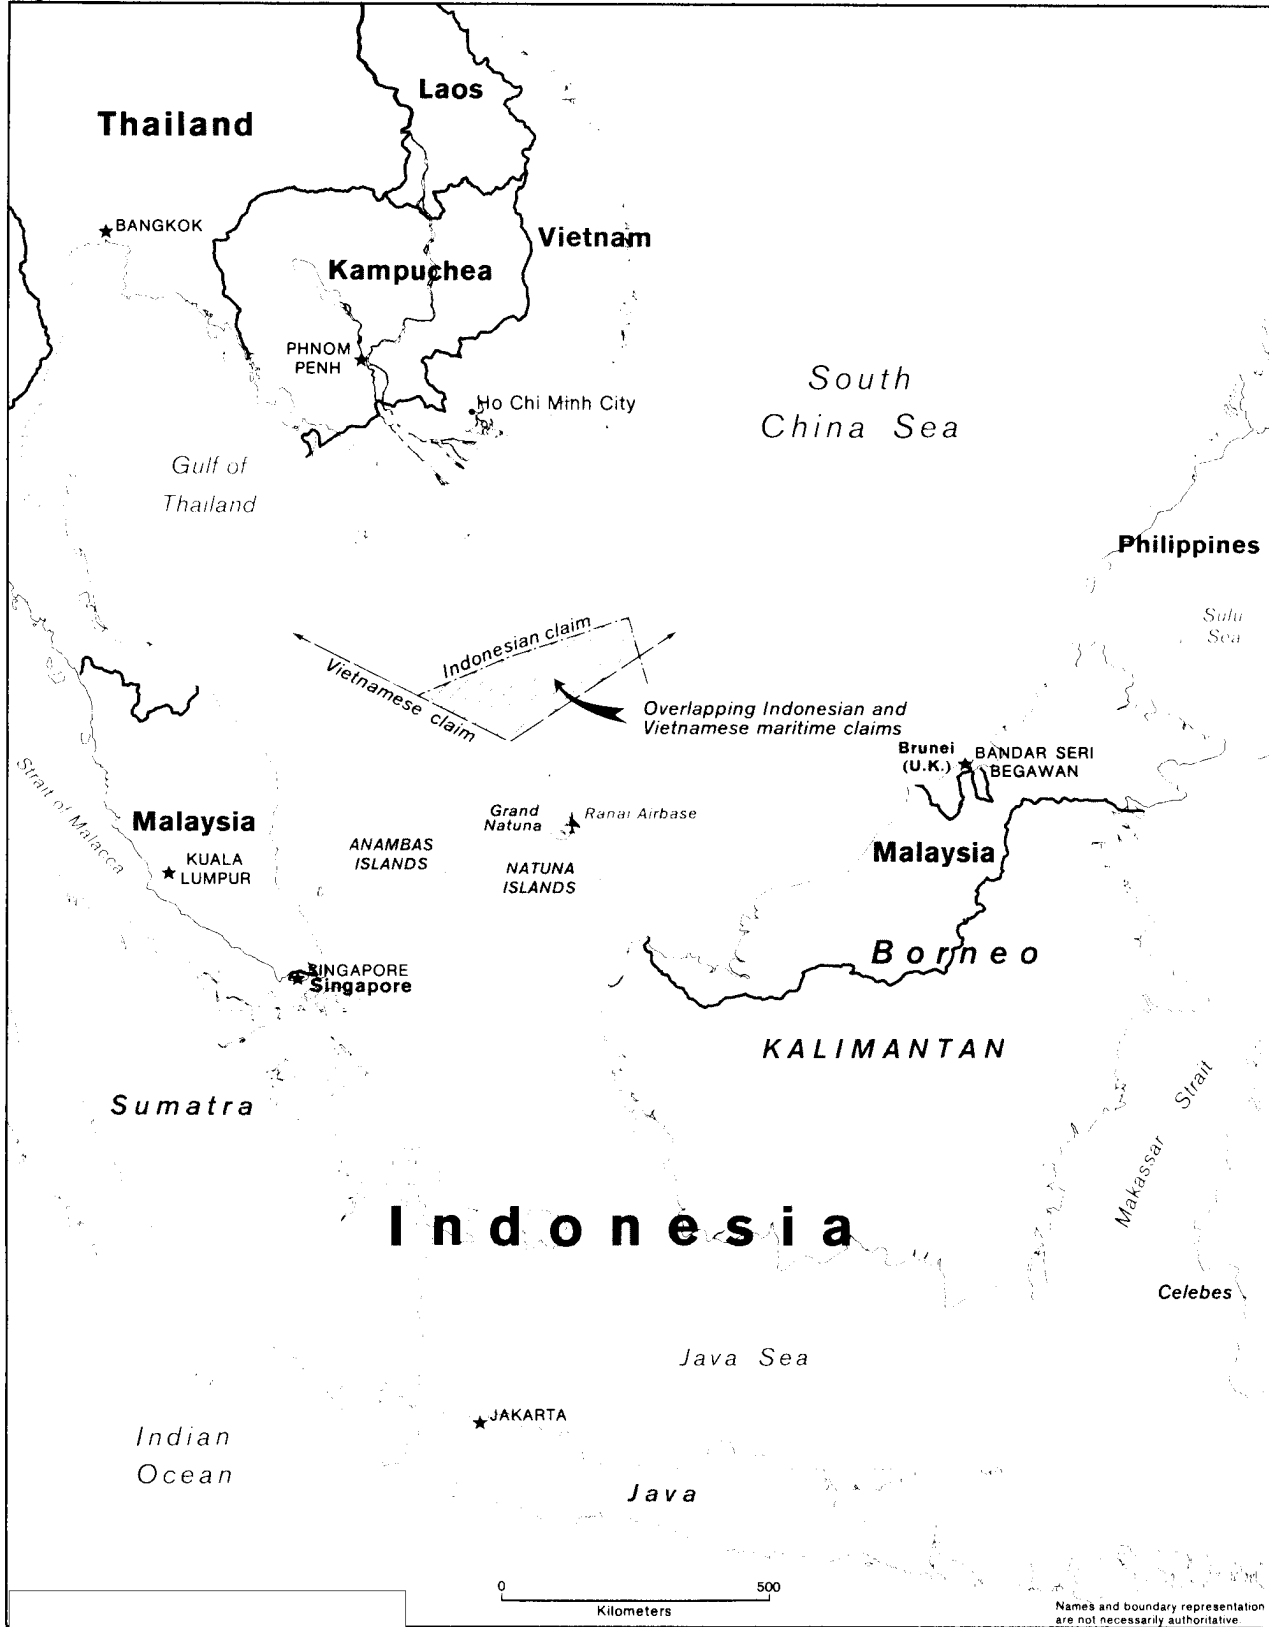 Laos
Thailand
BANGKOK
Vietnam
Kampuchea
PHNOM
PENH
Ho Chi Minh City
South
China Sea
Gulf of
Thailand
Philippines
Sulu
Sea
Indonesian claim
Vietnamese claim
Overlapping Indonesian and
Vietnamese maritime claims
Brunei
(U.K.)
BANDAR SERI
BEGAWAN
Strait of Malacca
Malaysia
KUALA
LUMPUR
ANAMBAS
ISLANDS
Grand
Natuna
Ranai Airbase
NATUNA
ISLANDS
Malaysia
Borneo
SINGAPORE
Singapore
KALIMANTAN
Sumatra
Makassar Strait
Indonesia
Celebes
Java Sea
JAKARTA
Indian
Ocean
Java
0 500
Kilometers
Names and boundary representation
are not necessarily authoritative.